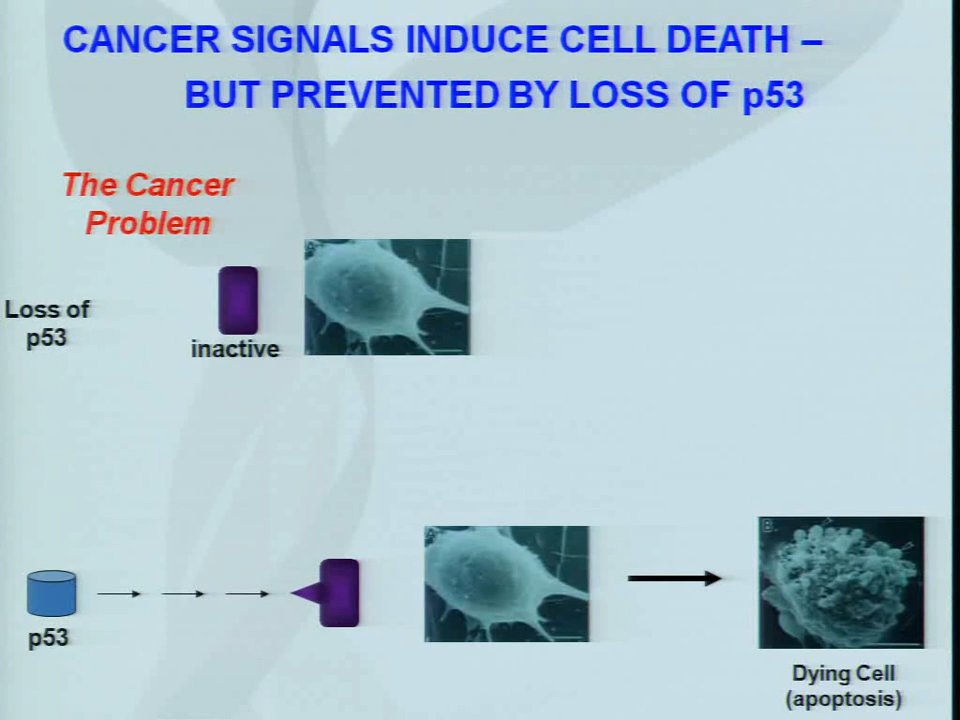 CANCER SIGNALS INDUCE CELL DEATH –
BUT PREVENTED BY LOSS OF p53
The Cancer
Problem
Loss of
p53
inactive
p53
B
Dying Cell
(apoptosis)